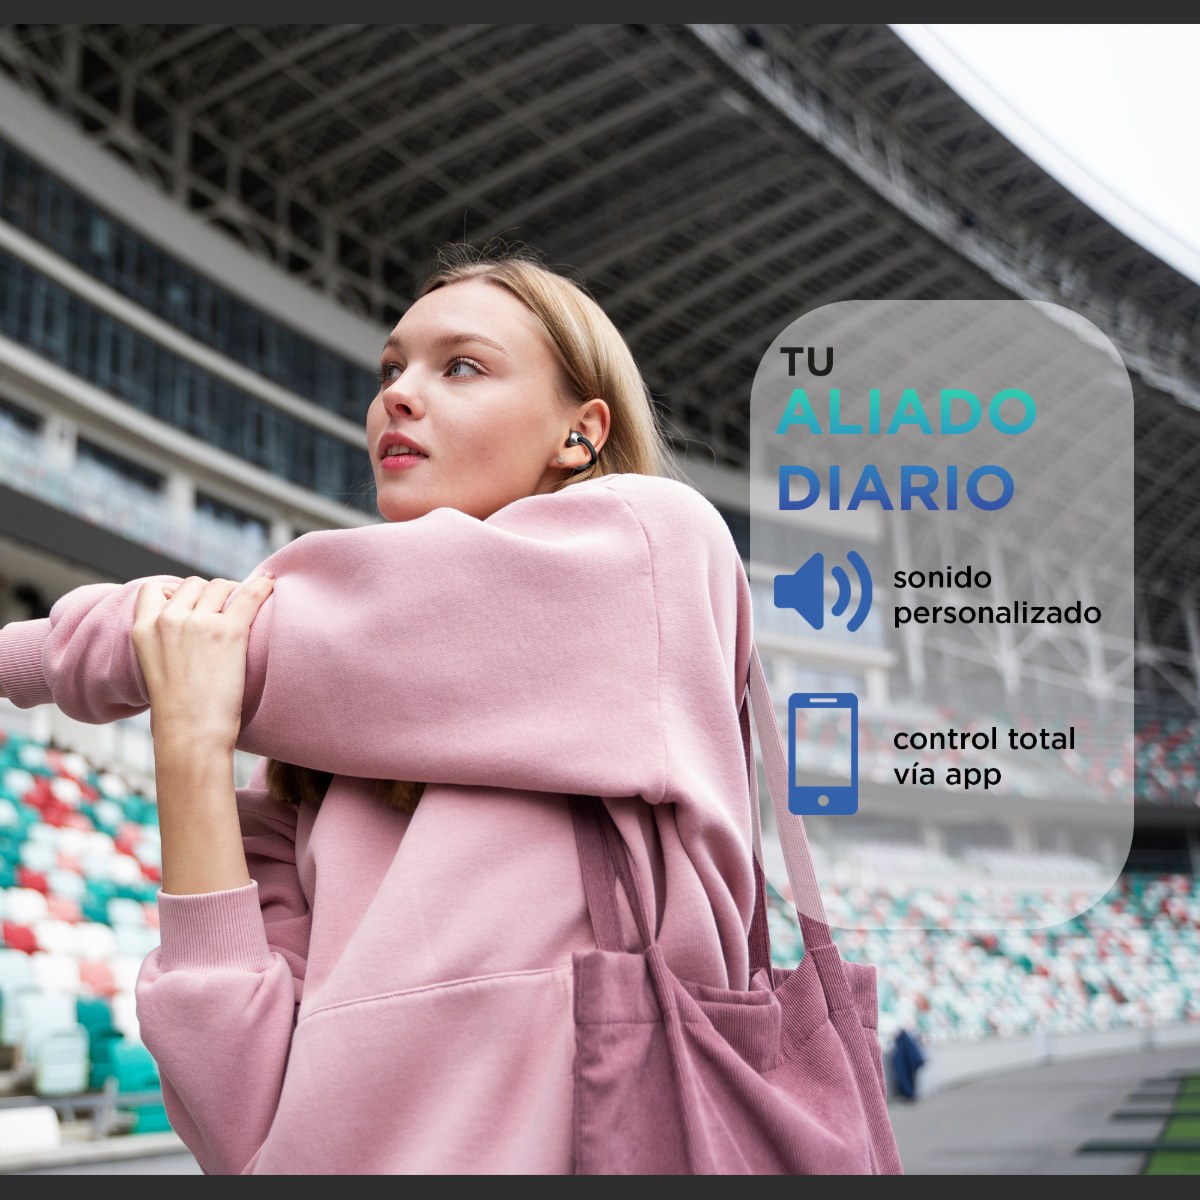 TU
ALIADO
DIARIO
sonido
personalizado
control total
vía app